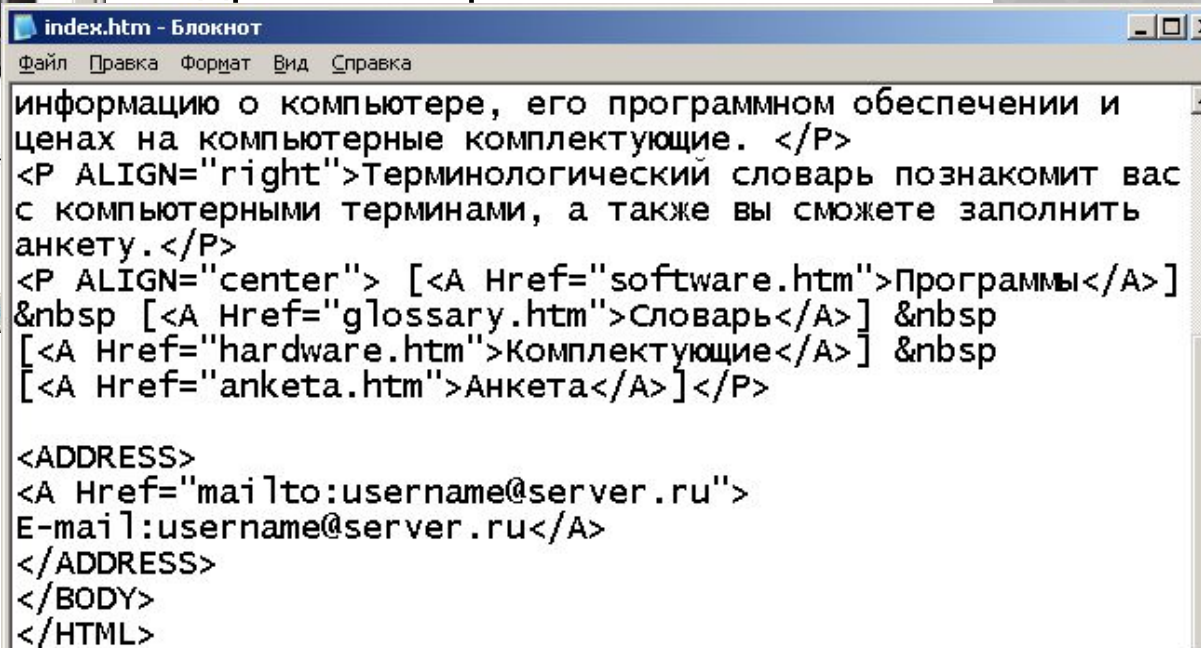 index.htm - Блокнот
Файл Правка Формат Вид Справка
информацию о компьютере, его программном обеспечении и
ценах на компьютерные комплектующие. </P>
<P ALIGN="right">Терминологический словарь познакомит вас
с компьютерными терминами, а также вы сможете заполнить
анкету.</P>
<P ALIGN="center"> [<A Href="software.htm">Программы</A>]
&nbsp [<A Href="glossary.htm">Словарь</A>] &nbsp
[<A Href="hardware.htm">Комплектующие</A>] &nbsp
[<A Href="anketa.htm">Анкета</A>]</P>
<ADDRESS>
<A Href="mailto:username@server.ru">
E-mail:username@server.ru</A>
</ADDRESS>
</BODY>
</HTML>